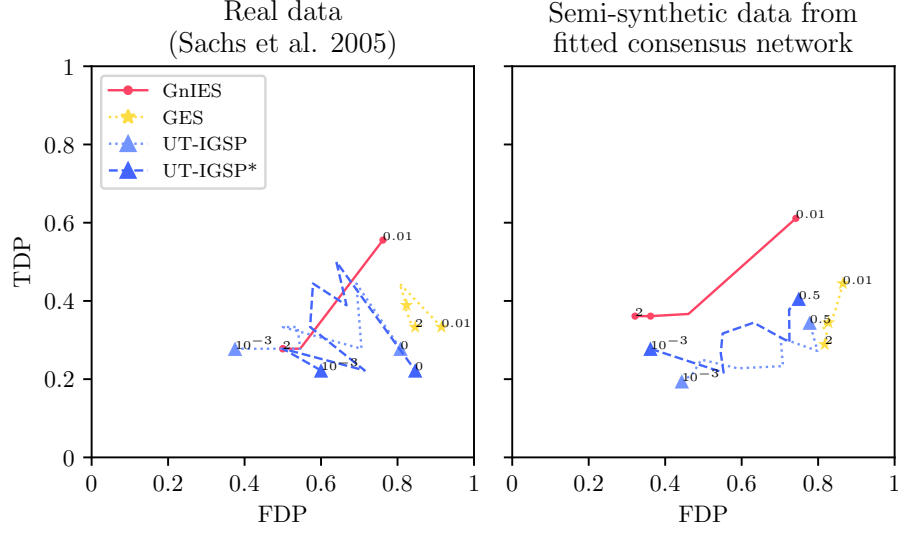 Real data
(Sachs et al. 2005)
Semi-synthetic data from
fitted consensus network
TDP
1
0.8
0.6
0.4
0.2
0
GnIES
GES
UT-IGSP
UT-IGSP*
0.01
10⁻³
2
10⁻³
0
0
2
0.01
0 0.2 0.4 0.6 0.8 1
FDP
0.01
2
10⁻³
10⁻³
0.5
0.5
0.01
2
0 0.2 0.4 0.6 0.8 1
FDP